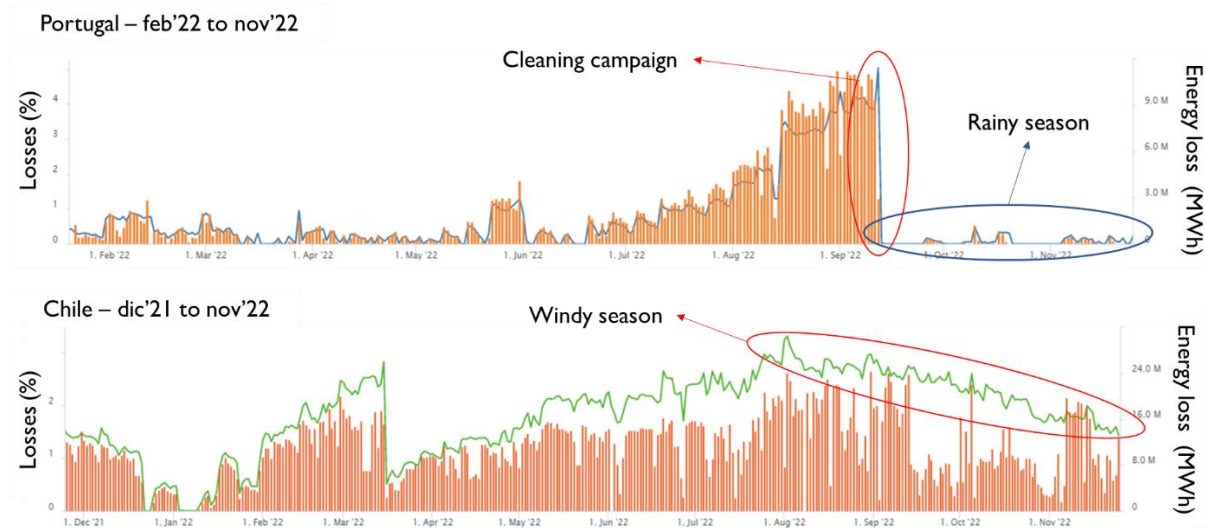 Portugal – feb'22 to nov'22
Cleaning campaign
Rainy season
Losses (%)
4
3
2
1
0
Energy loss (MWh)
9.0 M
6.0 M
3.0 M
0
1. Feb '22 1. Mar '22 1. Apr '22 1. May '22 1. Jun '22 1. Jul '22 1. Aug '22 1. Sep '22 1. Oct '22 1. Nov '22
Chile – dic'21 to nov'22
Windy season
Losses (%)
2
1
0
Energy loss (MWh)
24.0 M
16.0 M
8.0 M
0
1. Dec '21 1. Jan '22 1. Feb '22 1. Mar '22 1. Apr '22 1. May '22 1. Jun '22 1. Jul '22 1. Aug '22 1. Sep '22 1. Oct '22 1. Nov '22